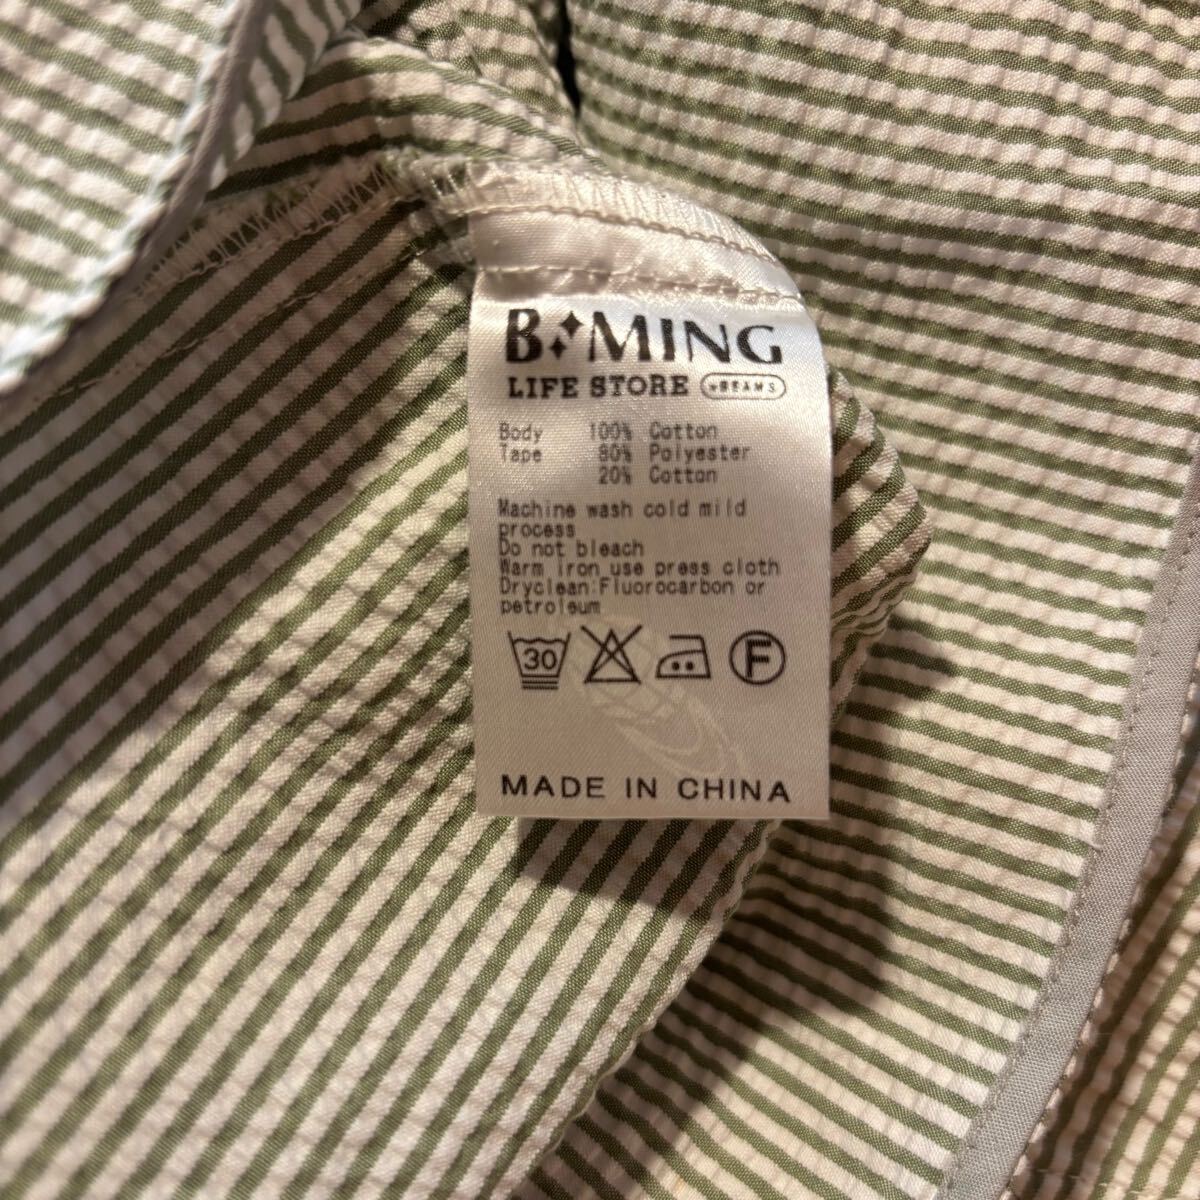 B✦MING
LIFE STORE by BEAMS
Body 100% Cotton
Tape 80% Polyester
20% Cotton
Machine wash cold mild
process
Do not bleach
Warm iron use press cloth
Dryclean:Fluorocarbon or
petroleum
30 F
MADE IN CHINA